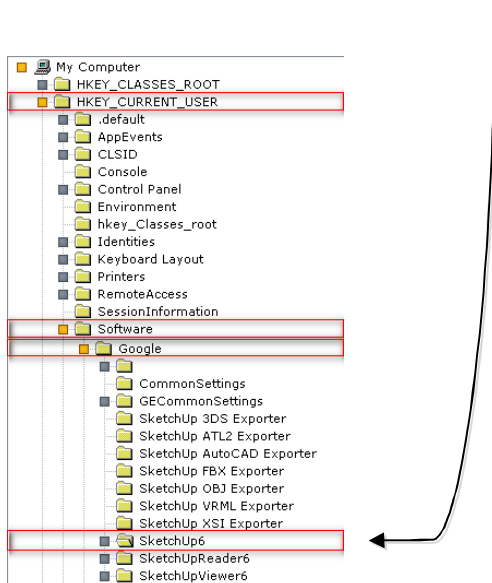 My Computer
HKEY_CLASSES_ROOT
HKEY_CURRENT_USER
.default
AppEvents
CLSID
Console
Control Panel
Environment
hkey_Classes_root
Identities
Keyboard Layout
Printers
RemoteAccess
SessionInformation
Software
Google
CommonSettings
GECommonSettings
SketchUp 3DS Exporter
SketchUp ATL2 Exporter
SketchUp AutoCAD Exporter
SketchUp FBX Exporter
SketchUp OBJ Exporter
SketchUp VRML Exporter
SketchUp XSI Exporter
SketchUp6
SketchUpReader6
SketchUpViewer6